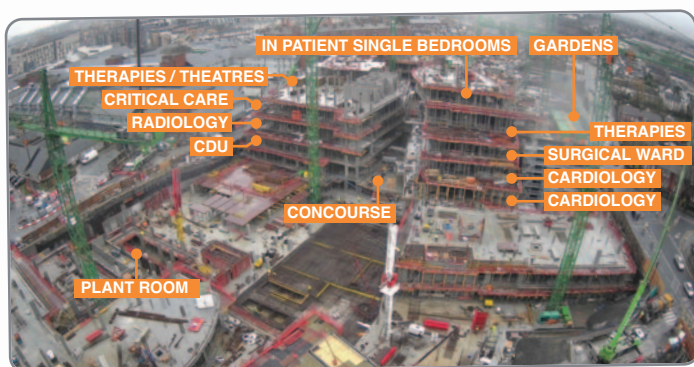 IN PATIENT SINGLE BEDROOMS
GARDENS
THERAPIES / THEATRES
CRITICAL CARE
RADIOLOGY
CDU
THERAPIES
SURGICAL WARD
CARDIOLOGY
CARDIOLOGY
CONCOURSE
PLANT ROOM